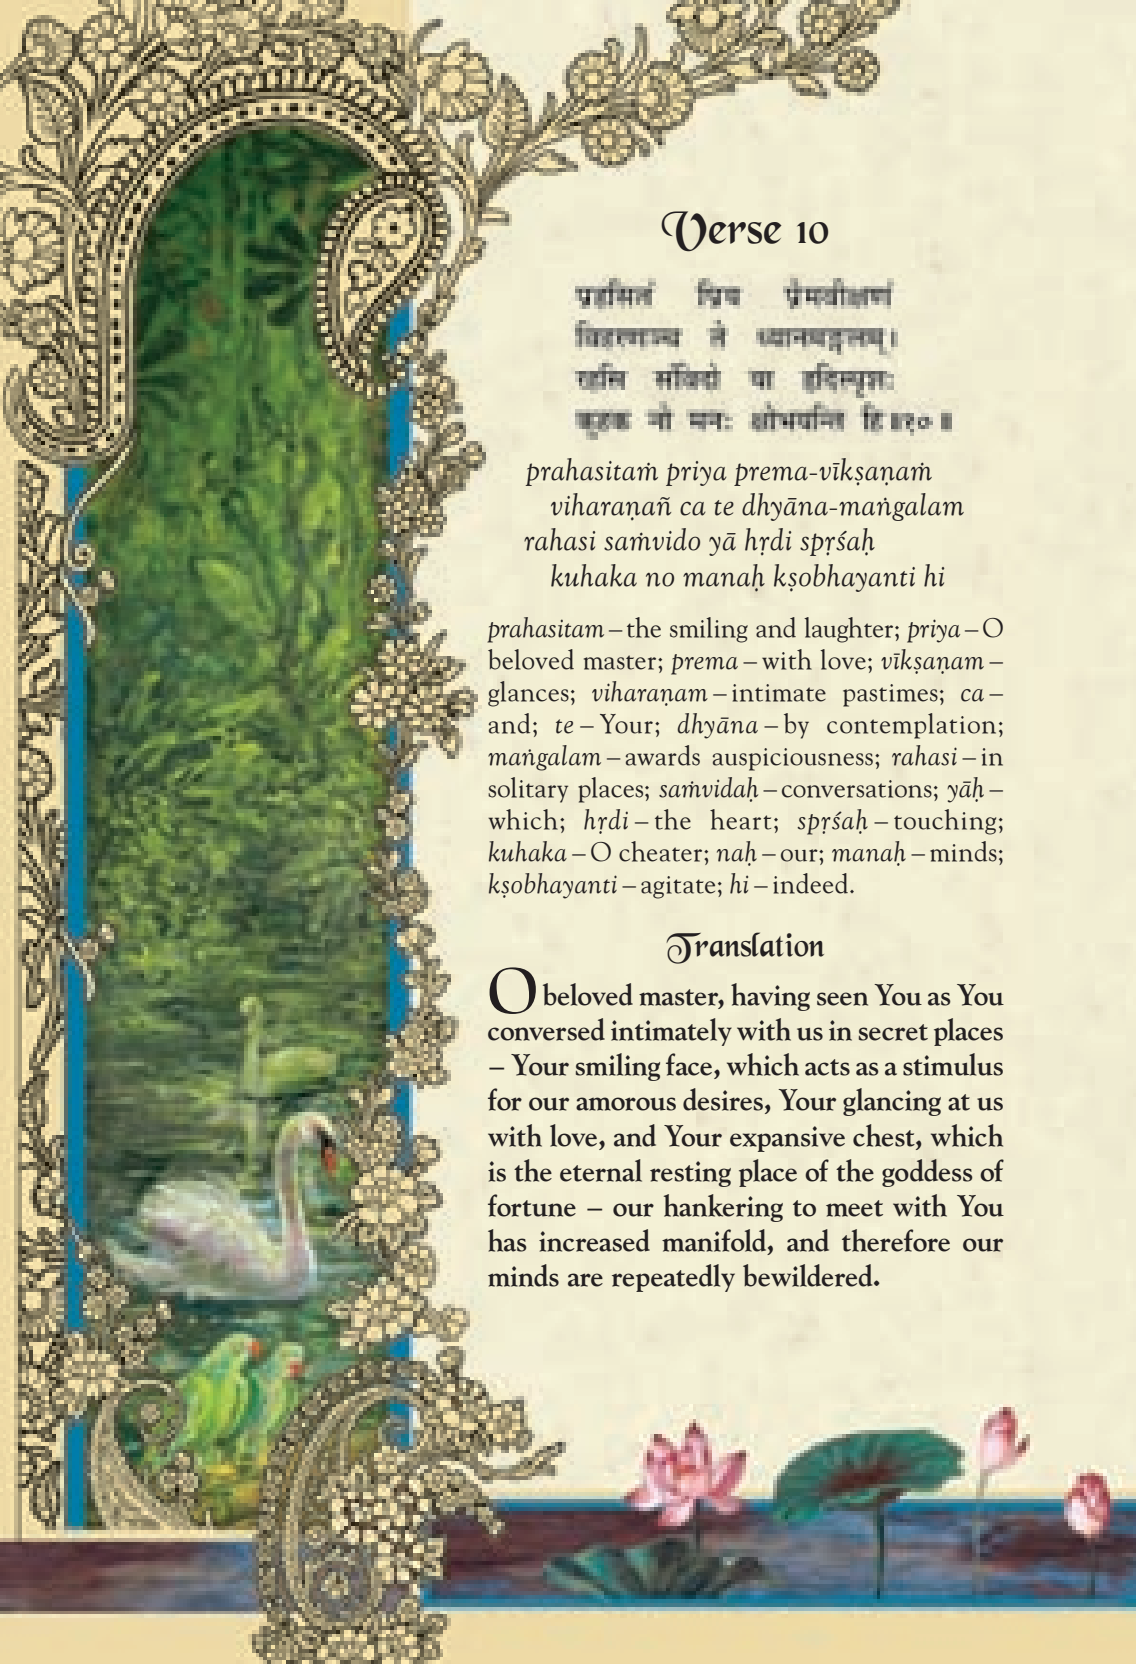 Verse 10
प्रहसितं प्रिय प्रेमवीक्षणं
विहरणञ्च ते ध्यानमङ्गलम्।
रहसि संविदो या हृदिस्पृशः
कुहक नो मनः क्षोभयन्ति हि॥१०॥
prahasitaṁ priya prema-vīkṣaṇaṁ
viharaṇañ ca te dhyāna-maṅgalam
rahasi saṁvido yā hṛdi spṛśaḥ
kuhaka no manaḥ kṣobhayanti hi
prahasitam – the smiling and laughter; priya – O
beloved master; prema – with love; vīkṣaṇam –
glances; viharaṇam – intimate pastimes; ca –
and; te – Your; dhyāna – by contemplation;
maṅgalam – awards auspiciousness; rahasi – in
solitary places; saṁvidaḥ – conversations; yāḥ –
which; hṛdi – the heart; spṛśaḥ – touching;
kuhaka – O cheater; naḥ – our; manaḥ – minds;
kṣobhayanti – agitate; hi – indeed.
Translation
O beloved master, having seen You as You
conversed intimately with us in secret places
– Your smiling face, which acts as a stimulus
for our amorous desires, Your glancing at us
with love, and Your expansive chest, which
is the eternal resting place of the goddess of
fortune – our hankering to meet with You
has increased manifold, and therefore our
minds are repeatedly bewildered.